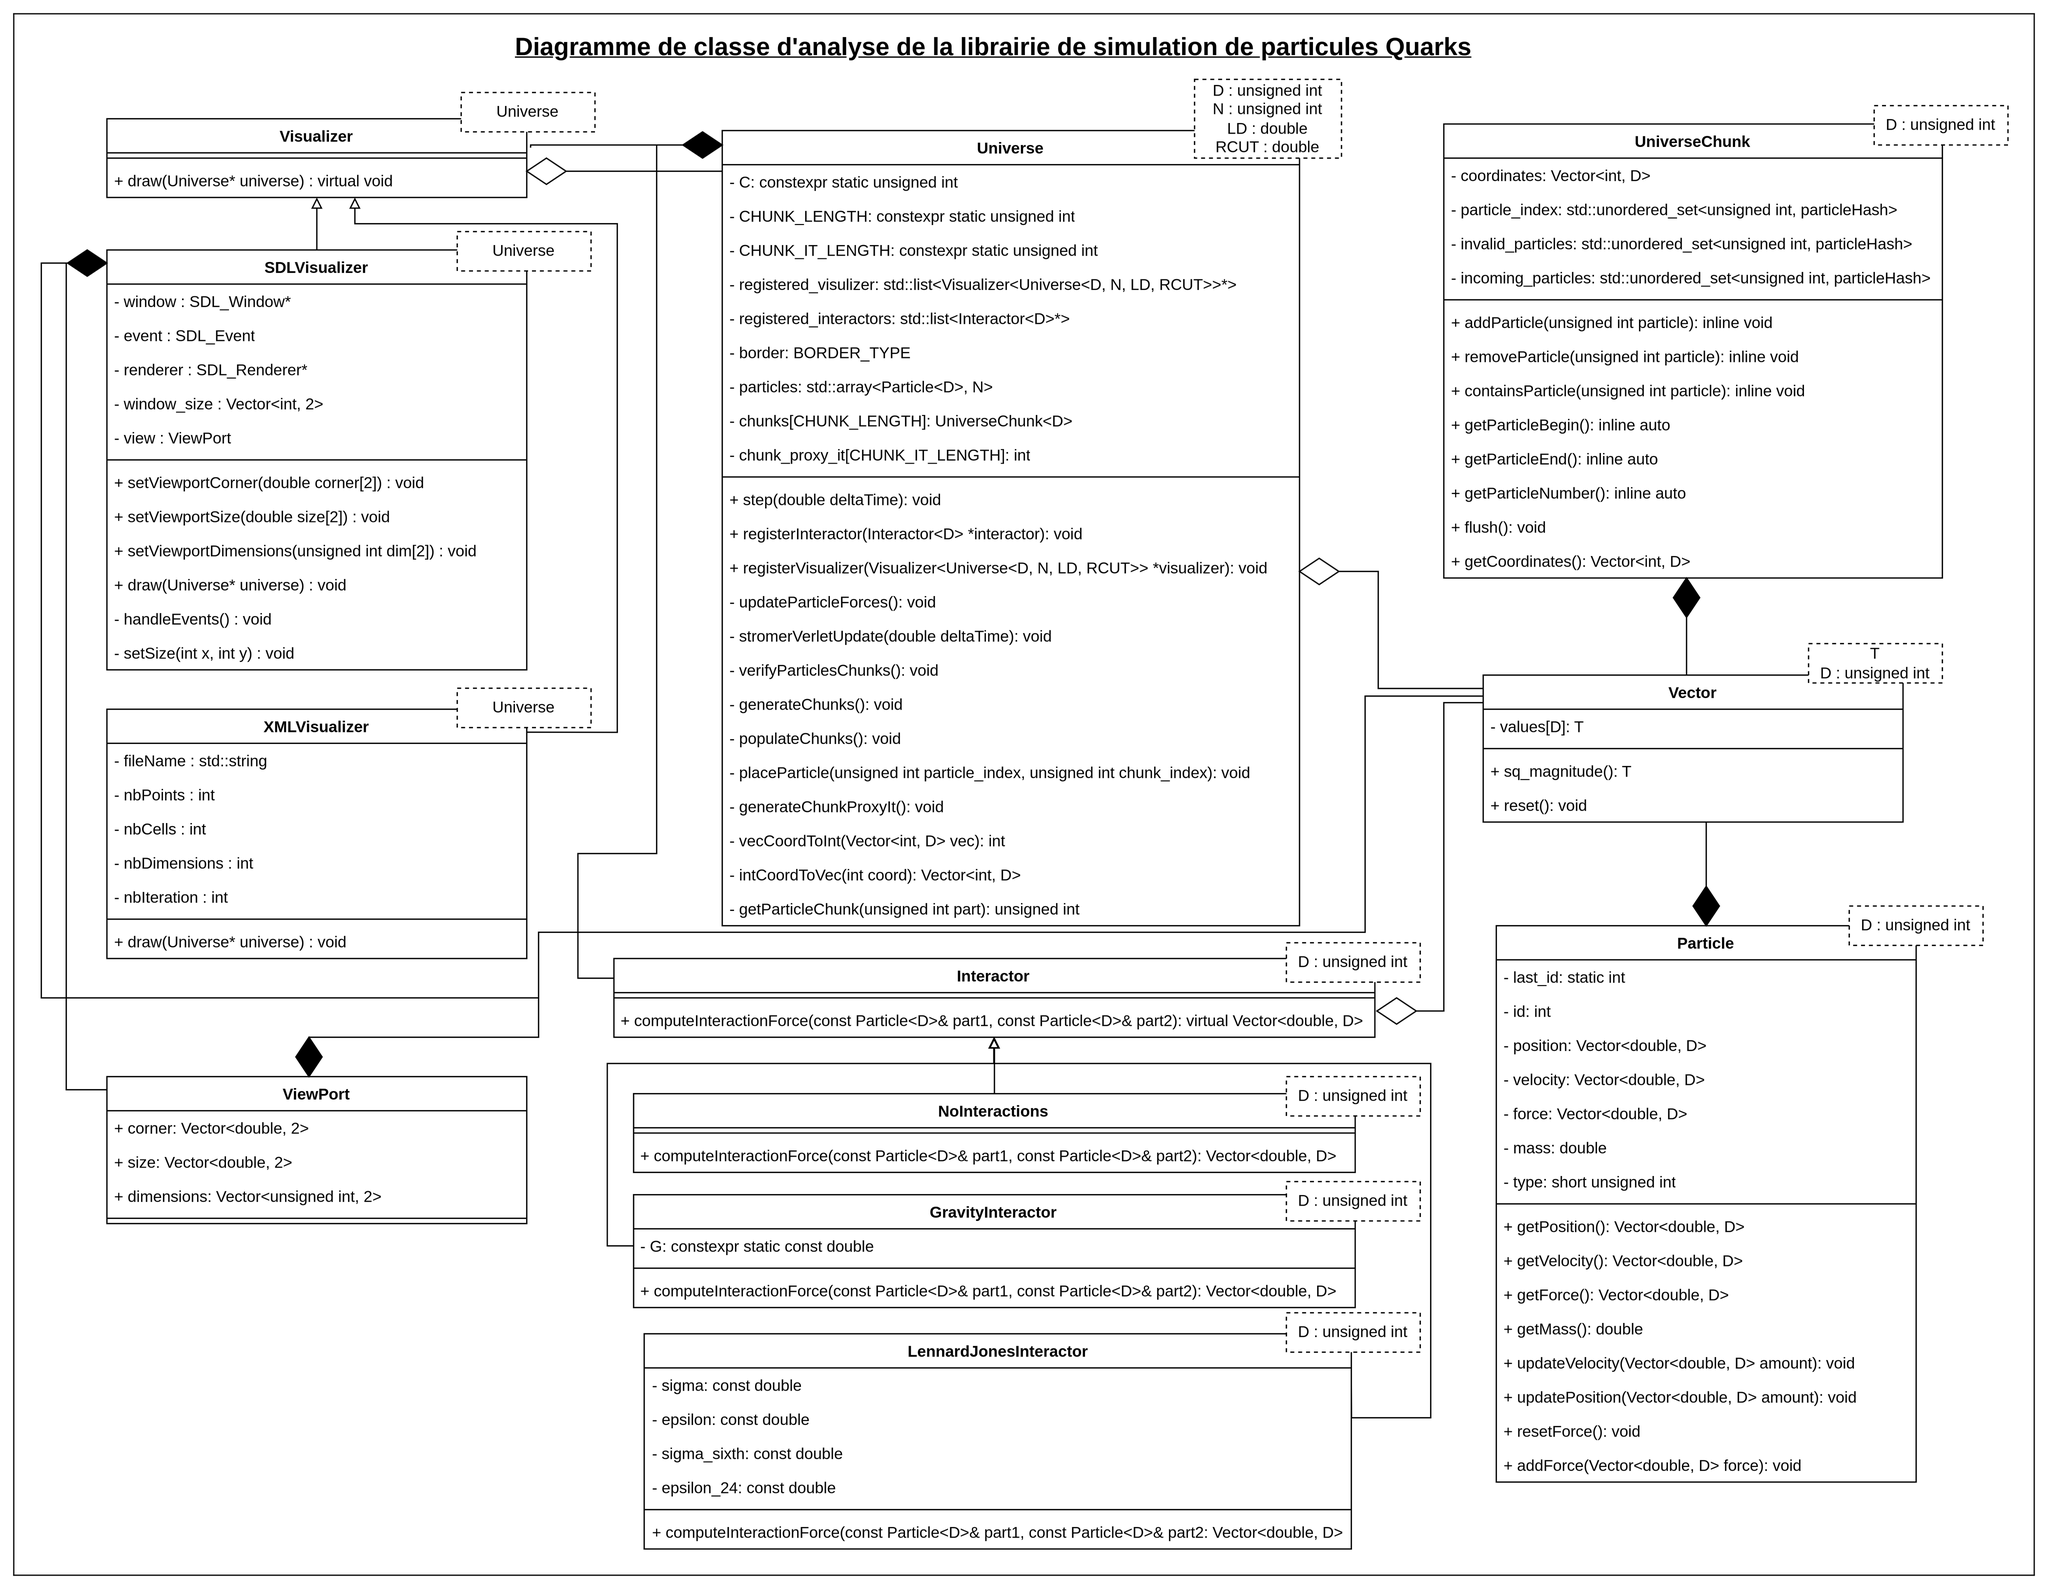 Diagramme de classe d'analyse de la librairie de simulation de particules Quarks
Universe
Visualizer
+ draw(Universe* universe) : virtual void
Universe
SDLVisualizer
- window : SDL_Window*
- event : SDL_Event
- renderer : SDL_Renderer*
- window_size : Vector<int, 2>
- view : ViewPort
+ setViewportCorner(double corner[2]) : void
+ setViewportSize(double size[2]) : void
+ setViewportDimensions(unsigned int dim[2]) : void
+ draw(Universe* universe) : void
- handleEvents() : void
- setSize(int x, int y) : void
Universe
XMLVisualizer
- fileName : std::string
- nbPoints : int
- nbCells : int
- nbDimensions : int
- nbIteration : int
+ draw(Universe* universe) : void
ViewPort
+ corner: Vector<double, 2>
+ size: Vector<double, 2>
+ dimensions: Vector<unsigned int, 2>
D : unsigned int
N : unsigned int
LD : double
RCUT : double
Universe
- C: constexpr static unsigned int
- CHUNK_LENGTH: constexpr static unsigned int
- CHUNK_IT_LENGTH: constexpr static unsigned int
- registered_visulizer: std::list<Visualizer<Universe<D, N, LD, RCUT>>*>
- registered_interactors: std::list<Interactor<D>*>
- border: BORDER_TYPE
- particles: std::array<Particle<D>, N>
- chunks[CHUNK_LENGTH]: UniverseChunk<D>
- chunk_proxy_it[CHUNK_IT_LENGTH]: int
+ step(double deltaTime): void
+ registerInteractor(Interactor<D> *interactor): void
+ registerVisualizer(Visualizer<Universe<D, N, LD, RCUT>> *visualizer): void
- updateParticleForces(): void
- stromerVerletUpdate(double deltaTime): void
- verifyParticlesChunks(): void
- generateChunks(): void
- populateChunks(): void
- placeParticle(unsigned int particle_index, unsigned int chunk_index): void
- generateChunkProxyIt(): void
- vecCoordToInt(Vector<int, D> vec): int
- intCoordToVec(int coord): Vector<int, D>
- getParticleChunk(unsigned int part): unsigned int
D : unsigned int
Interactor
+ computeInteractionForce(const Particle<D>& part1, const Particle<D>& part2): virtual Vector<double, D>
D : unsigned int
NoInteractions
+ computeInteractionForce(const Particle<D>& part1, const Particle<D>& part2): Vector<double, D>
D : unsigned int
GravityInteractor
- G: constexpr static const double
+ computeInteractionForce(const Particle<D>& part1, const Particle<D>& part2): Vector<double, D>
D : unsigned int
LennardJonesInteractor
- sigma: const double
- epsilon: const double
- sigma_sixth: const double
- epsilon_24: const double
+ computeInteractionForce(const Particle<D>& part1, const Particle<D>& part2: Vector<double, D>
D : unsigned int
UniverseChunk
- coordinates: Vector<int, D>
- particle_index: std::unordered_set<unsigned int, particleHash>
- invalid_particles: std::unordered_set<unsigned int, particleHash>
- incoming_particles: std::unordered_set<unsigned int, particleHash>
+ addParticle(unsigned int particle): inline void
+ removeParticle(unsigned int particle): inline void
+ containsParticle(unsigned int particle): inline void
+ getParticleBegin(): inline auto
+ getParticleEnd(): inline auto
+ getParticleNumber(): inline auto
+ flush(): void
+ getCoordinates(): Vector<int, D>
T
D : unsigned int
Vector
- values[D]: T
+ sq_magnitude(): T
+ reset(): void
D : unsigned int
Particle
- last_id: static int
- id: int
- position: Vector<double, D>
- velocity: Vector<double, D>
- force: Vector<double, D>
- mass: double
- type: short unsigned int
+ getPosition(): Vector<double, D>
+ getVelocity(): Vector<double, D>
+ getForce(): Vector<double, D>
+ getMass(): double
+ updateVelocity(Vector<double, D> amount): void
+ updatePosition(Vector<double, D> amount): void
+ resetForce(): void
+ addForce(Vector<double, D> force): void